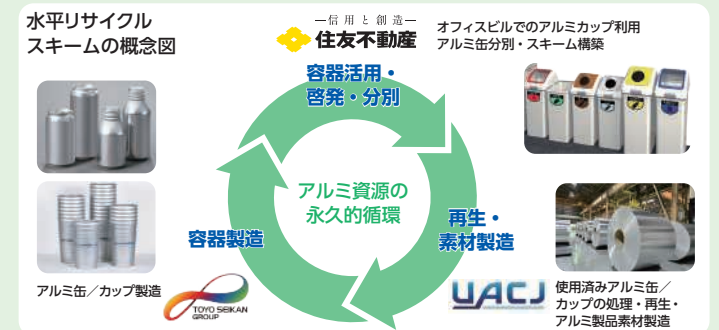 水平リサイクル
スキームの概念図
信用と創造
住友不動産
オフィスビルでのアルミカップ利用
アルミ缶分別・スキーム構築
容器活用・
啓発・分別
アルミ資源の
永久的循環
再生・
素材製造
容器製造
アルミ缶／カップ製造
TOYO SEIKAN
GROUP
UACJ
使用済みアルミ缶／
カップの処理・再生・
アルミ製品素材製造